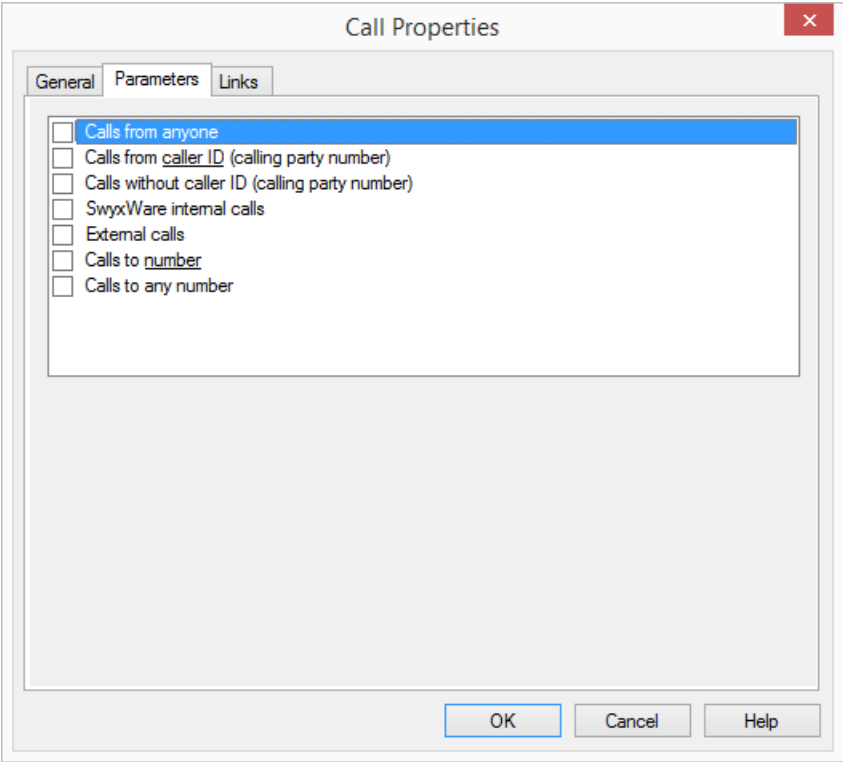 Call Properties
General Parameters Links
Calls from anyone
Calls from caller ID (calling party number)
Calls without caller ID (calling party number)
SwyxWare internal calls
External calls
Calls to number
Calls to any number
OK Cancel Help